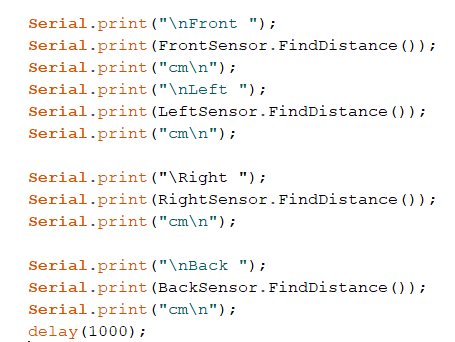 Serial.print("\nFront ");
Serial.print(FrontSensor.FindDistance());
Serial.print("cm\n");
Serial.print("\nLeft ");
Serial.print(LeftSensor.FindDistance());
Serial.print("cm\n");
Serial.print("\Right ");
Serial.print(RightSensor.FindDistance());
Serial.print("cm\n");
Serial.print("\nBack ");
Serial.print(BackSensor.FindDistance());
Serial.print("cm\n");
delay(1000);